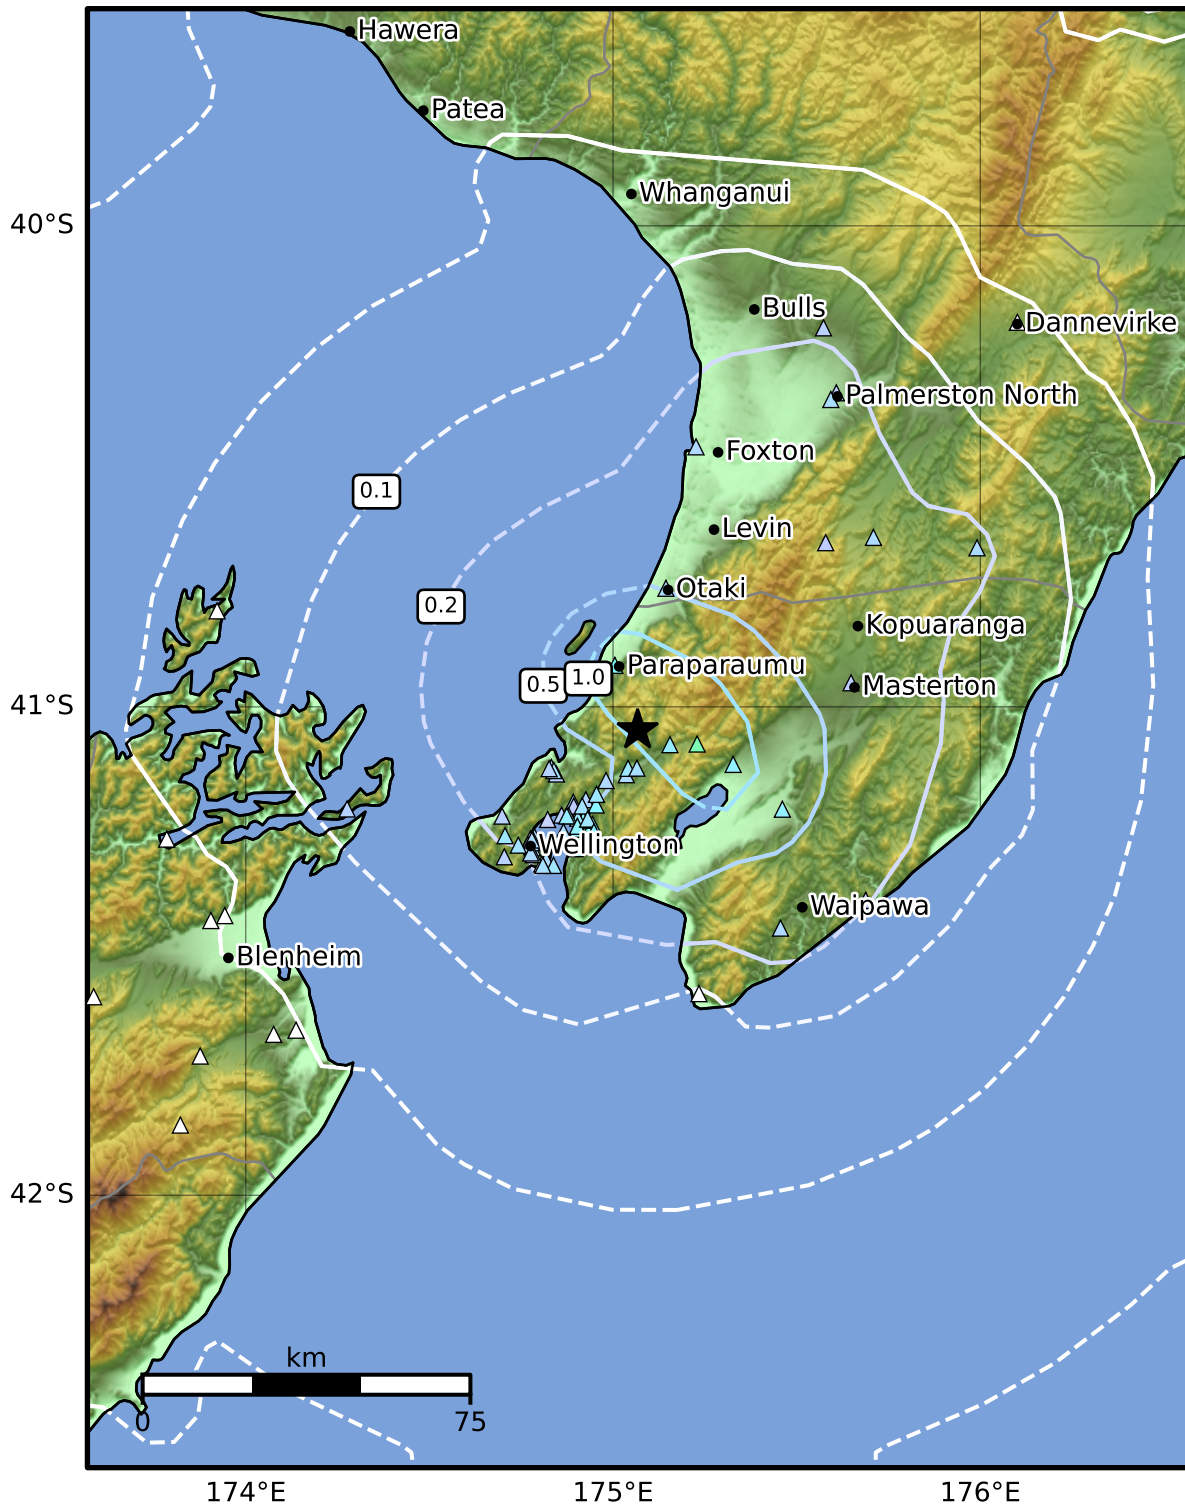 Hawera
Patea
Whanganui
40°S
Bulls
Dannevirke
Palmerston North
Foxton
0.1
Levin
Otaki
0.2
Kopuaranga
Paraparaumu
0.5
1.0
Masterton
41°S
Wellington
Waipawa
Blenheim
42°S
km
0
75
174°E
175°E
176°E